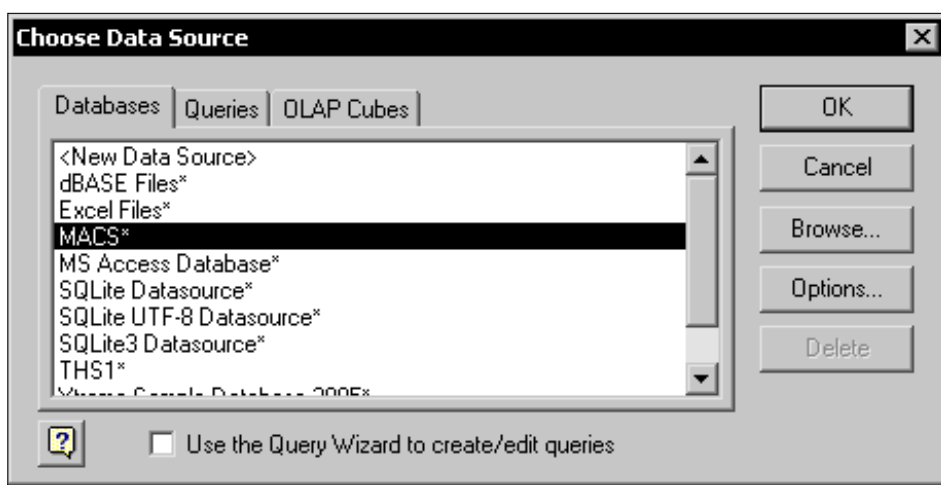 Choose Data Source
Databases
Queries
OLAP Cubes
<New Data Source>
dBASE Files*
Excel Files*
MACS*
MS Access Database*
SQLite Datasource*
SQLite UTF-8 Datasource*
SQLite3 Datasource*
THS1*
OK
Cancel
Browse...
Options...
Delete
Use the Query Wizard to create/edit queries